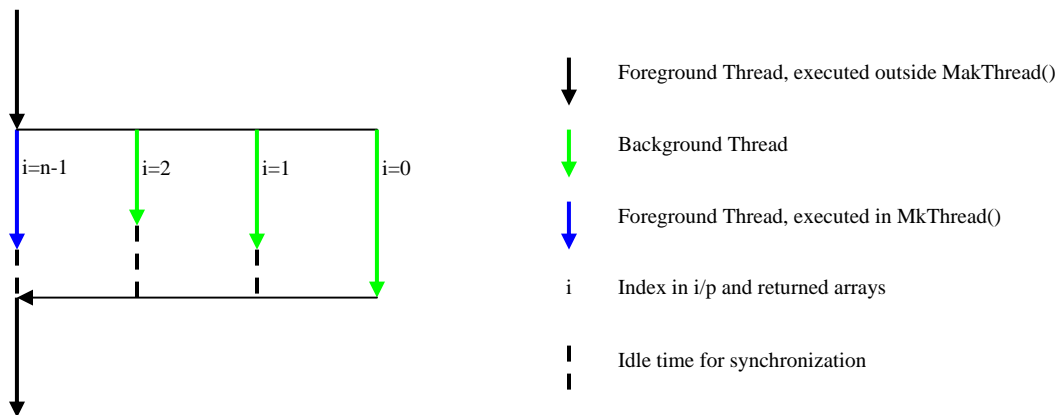 Foreground Thread, executed outside MakThread()
i=n-1
i=2
i=1
i=0
Background Thread
Foreground Thread, executed in MkThread()
i
Index in i/p and returned arrays
Idle time for synchronization